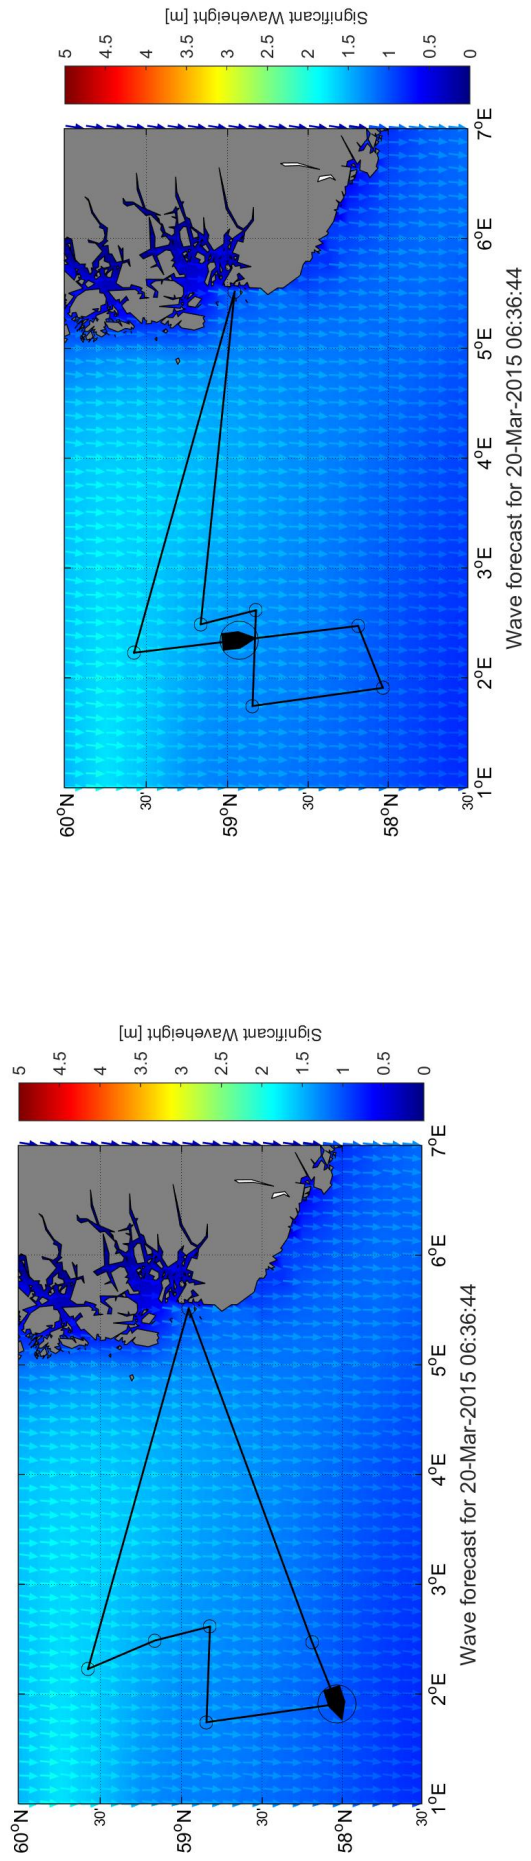 60°N
30'
59°N
30'
58°N
30'
1°E
2°E
3°E
4°E
5°E
6°E
7°E
Wave forecast for 20-Mar-2015 06:36:44
5
4.5
4
3.5
3
2.5
2
1.5
1
0.5
0
Significant Waveheight [m]
60°N
30'
59°N
30'
58°N
30'
1°E
2°E
3°E
4°E
5°E
6°E
7°E
Wave forecast for 20-Mar-2015 06:36:44
5
4.5
4
3.5
3
2.5
2
1.5
1
0.5
0
Significant Waveheight [m]